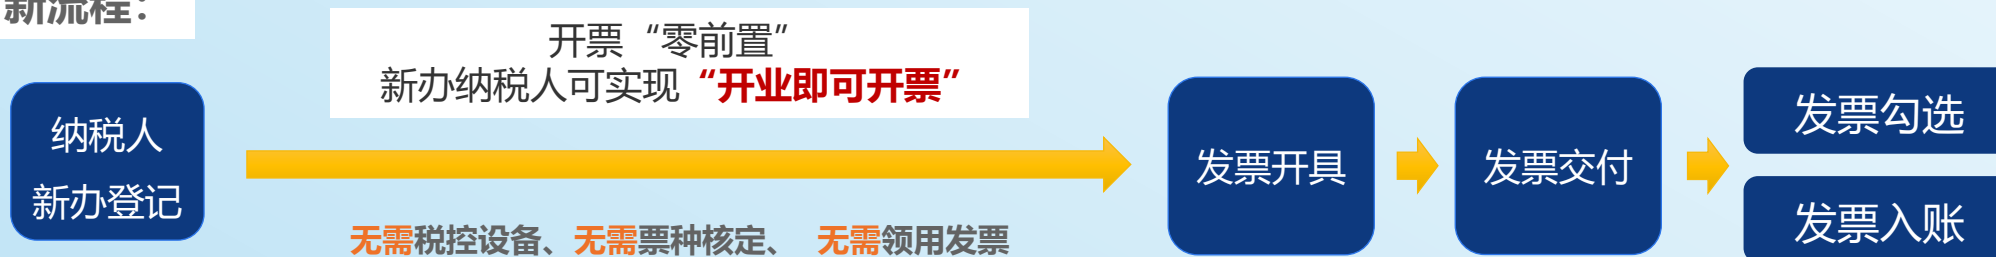 新流程：
开票“零前置”
新办纳税人可实现“开业即可开票”
纳税人
新办登记
无需税控设备、无需票种核定、 无需领用发票
发票开具
发票交付
发票勾选
发票入账